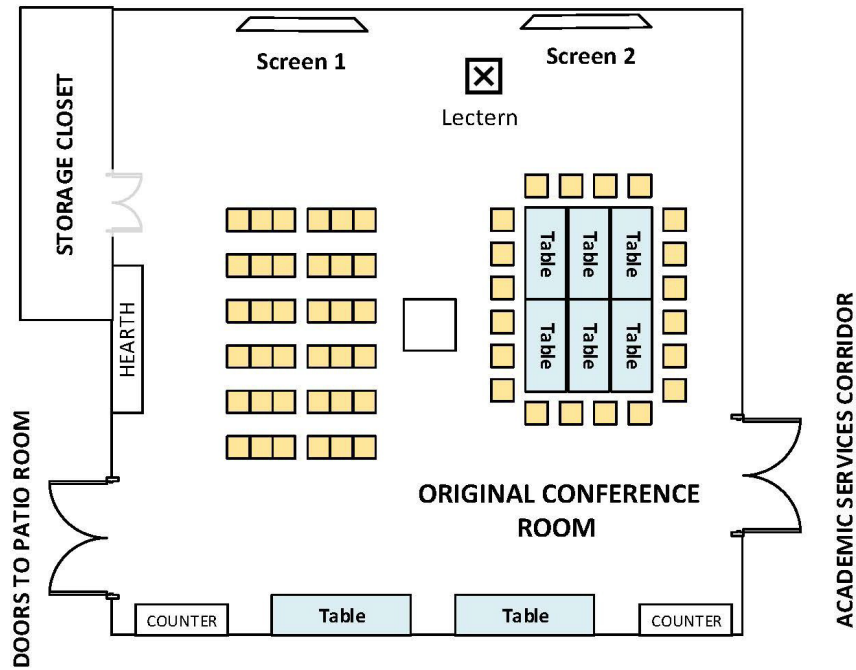 Screen 1
Screen 2
Lectern
STORAGE CLOSET
Table
Table
Table
Table
Table
Table
HEARTH
ACADEMIC SERVICES CORRIDOR
DOORS TO PATIO ROOM
ORIGINAL CONFERENCE
ROOM
COUNTER
Table
Table
COUNTER